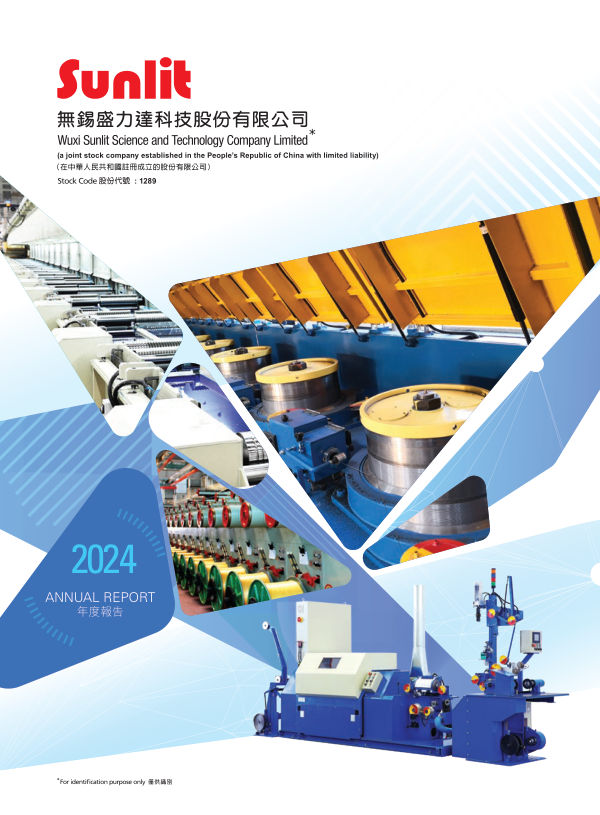 Sunlit
無錫盛力達科技股份有限公司
Wuxi Sunlit Science and Technology Company Limited*
(a joint stock company established in the People's Republic of China with limited liability)
(在中華人民共和國註冊成立的股份有限公司)
Stock Code 股份代號 : 1289
2024
ANNUAL REPORT
年度報告
*For identification purpose only 僅供識別